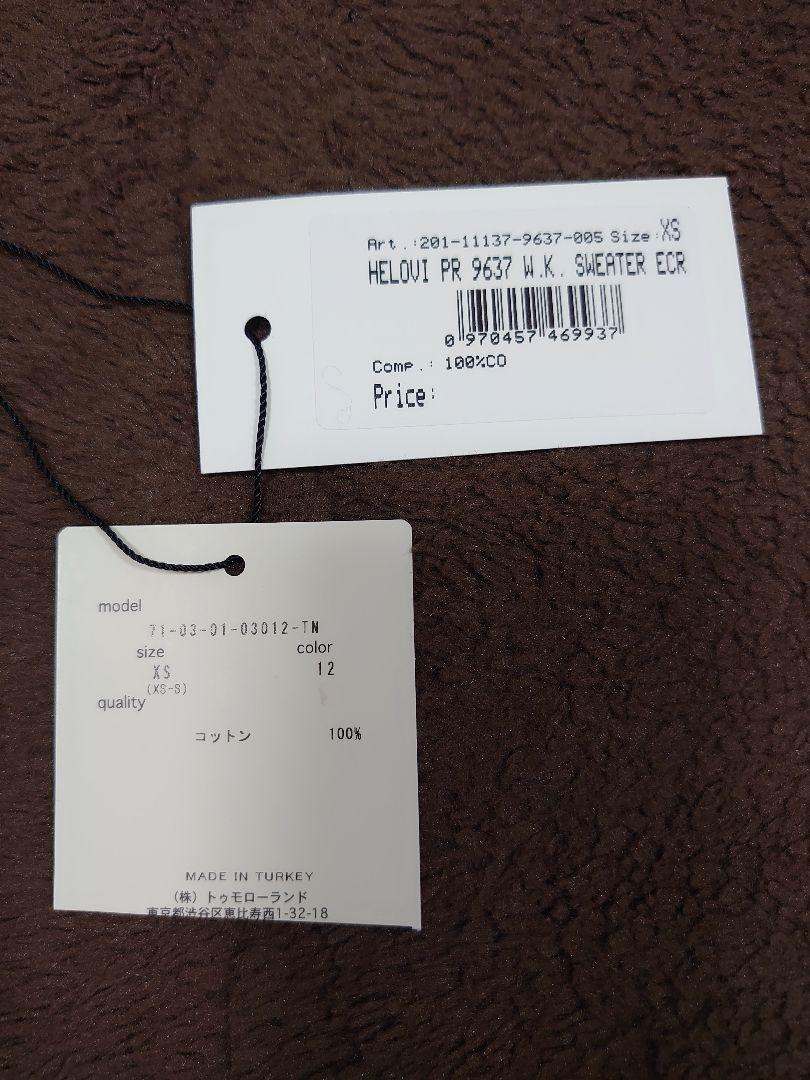 Art.:201-11137-9637-005 Size:XS
HELOVI PR 9637 W.K. SWEATER ECR
0 970457 469937
Comp.: 100%CO
Price:
model
71-03-01-03012-TN
size color
XS 12
(XS-S)
quality
コットン 100%
MADE IN TURKEY
(株)トゥモローランド
東京都渋谷区恵比寿西1-32-18